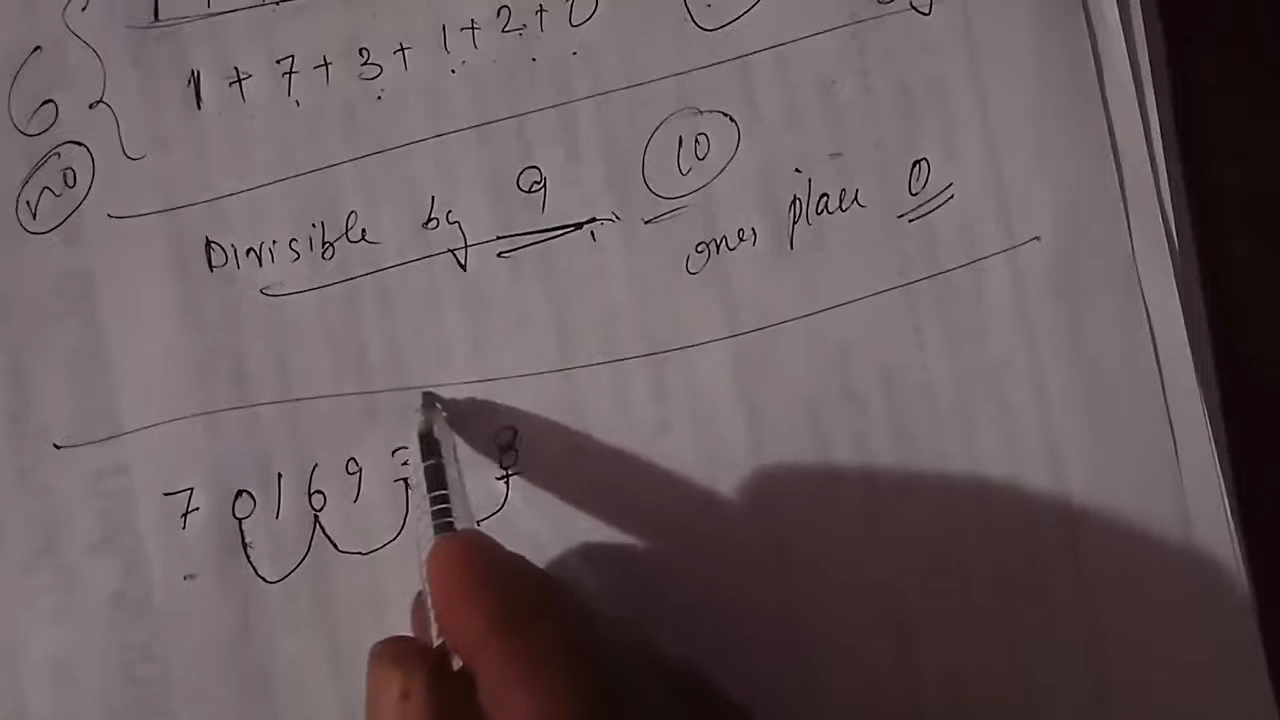 1 + 7 + 3 + 1 + 2 + 0
6
no
Divisible by 9
10
ones place 0
7 0 1 6 9
8